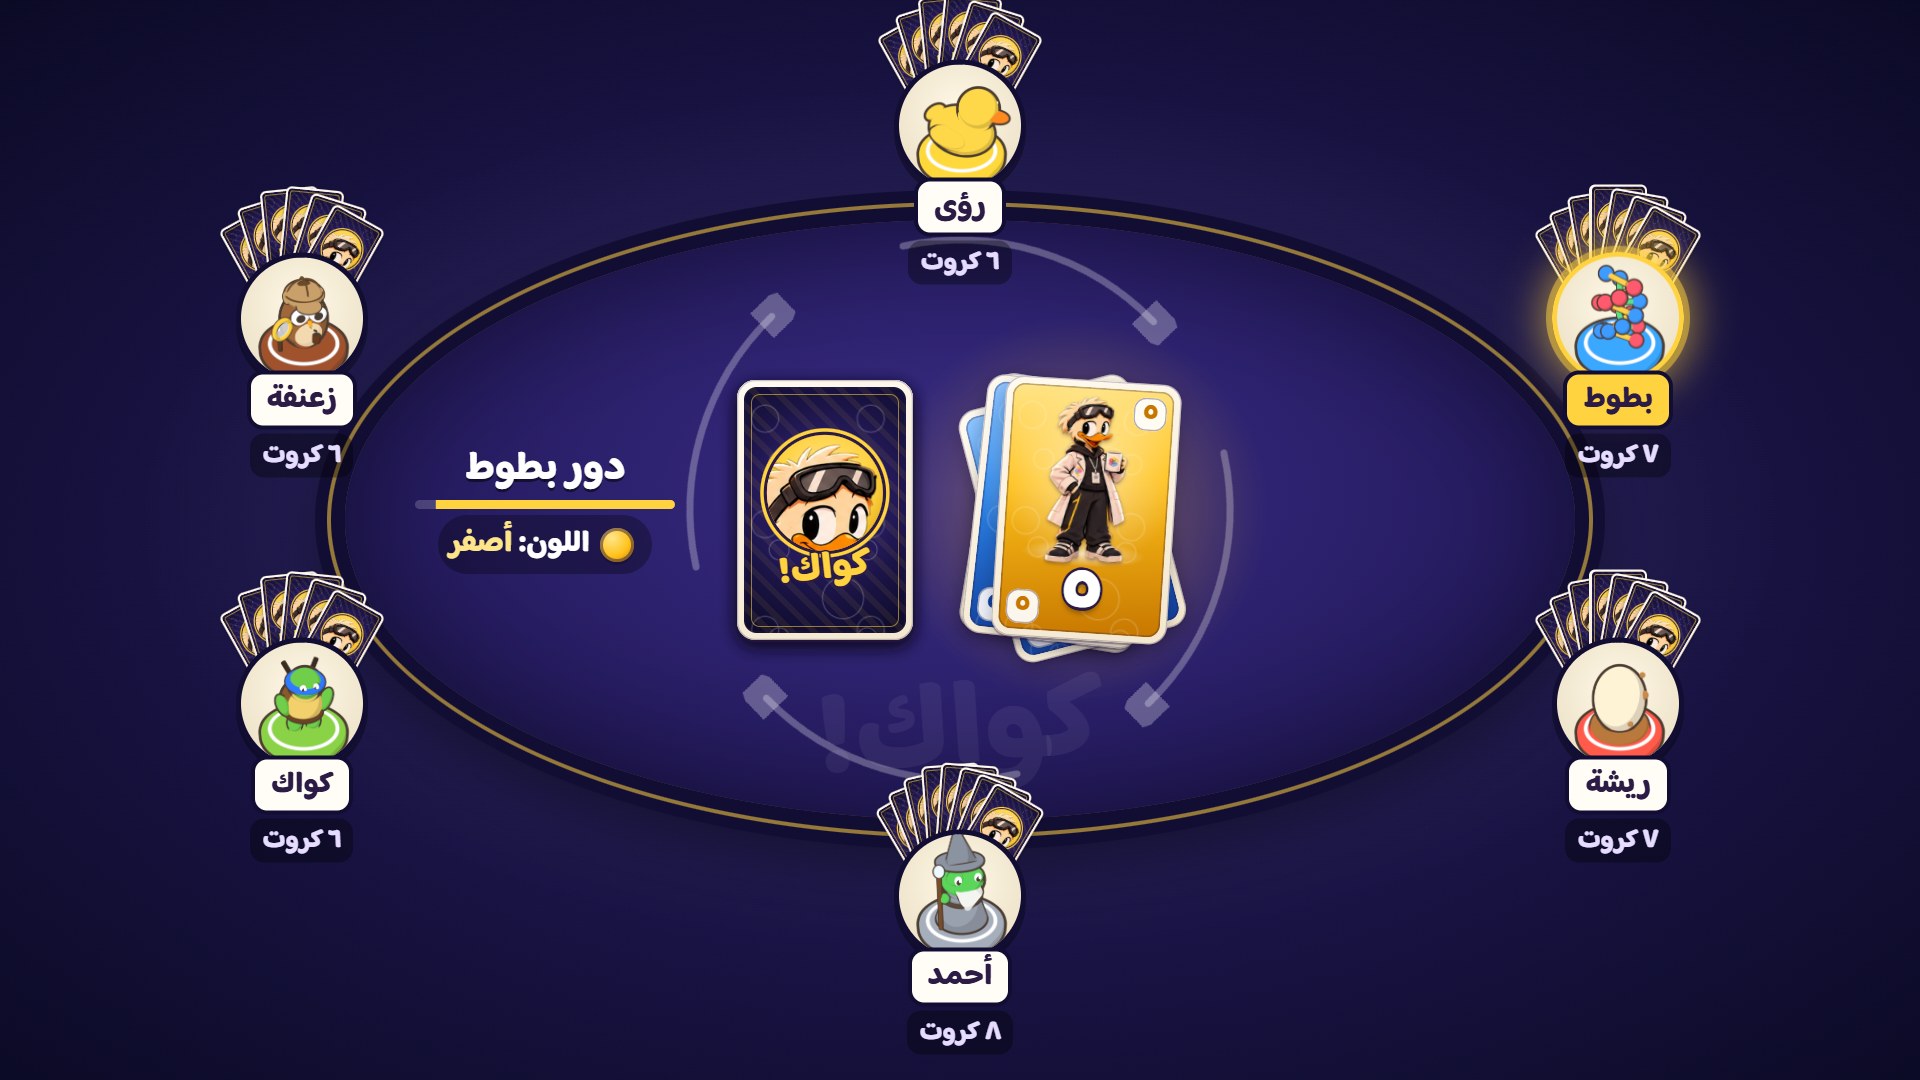 رؤى
٦ كروت
زعنفة
٦ كروت
بطوط
٧ كروت
دور بطوط
اللون: أصفر
كواك!
٥
٥
٥
كواك!
كواك
٦ كروت
ريشة
٧ كروت
أحمد
٨ كروت